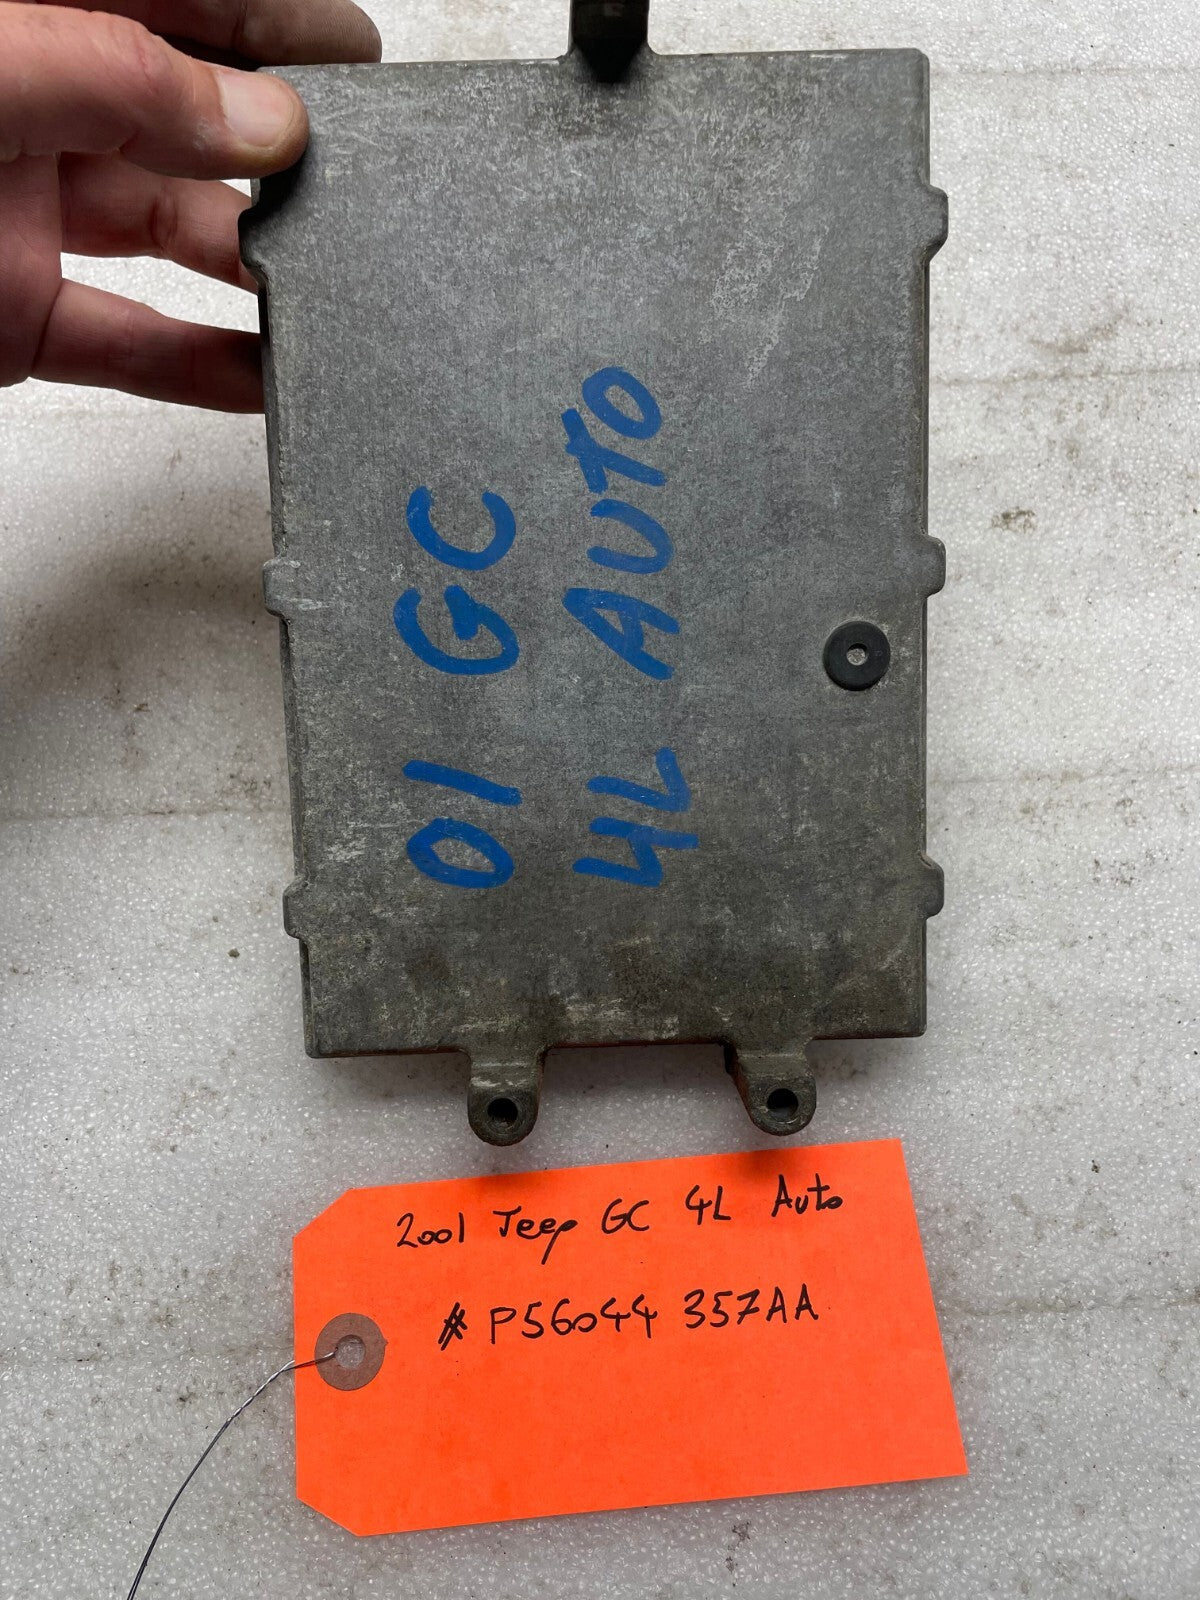 01 GC
4L AUTO
2001 Jeep GC 4L Auto
# P56044 357AA